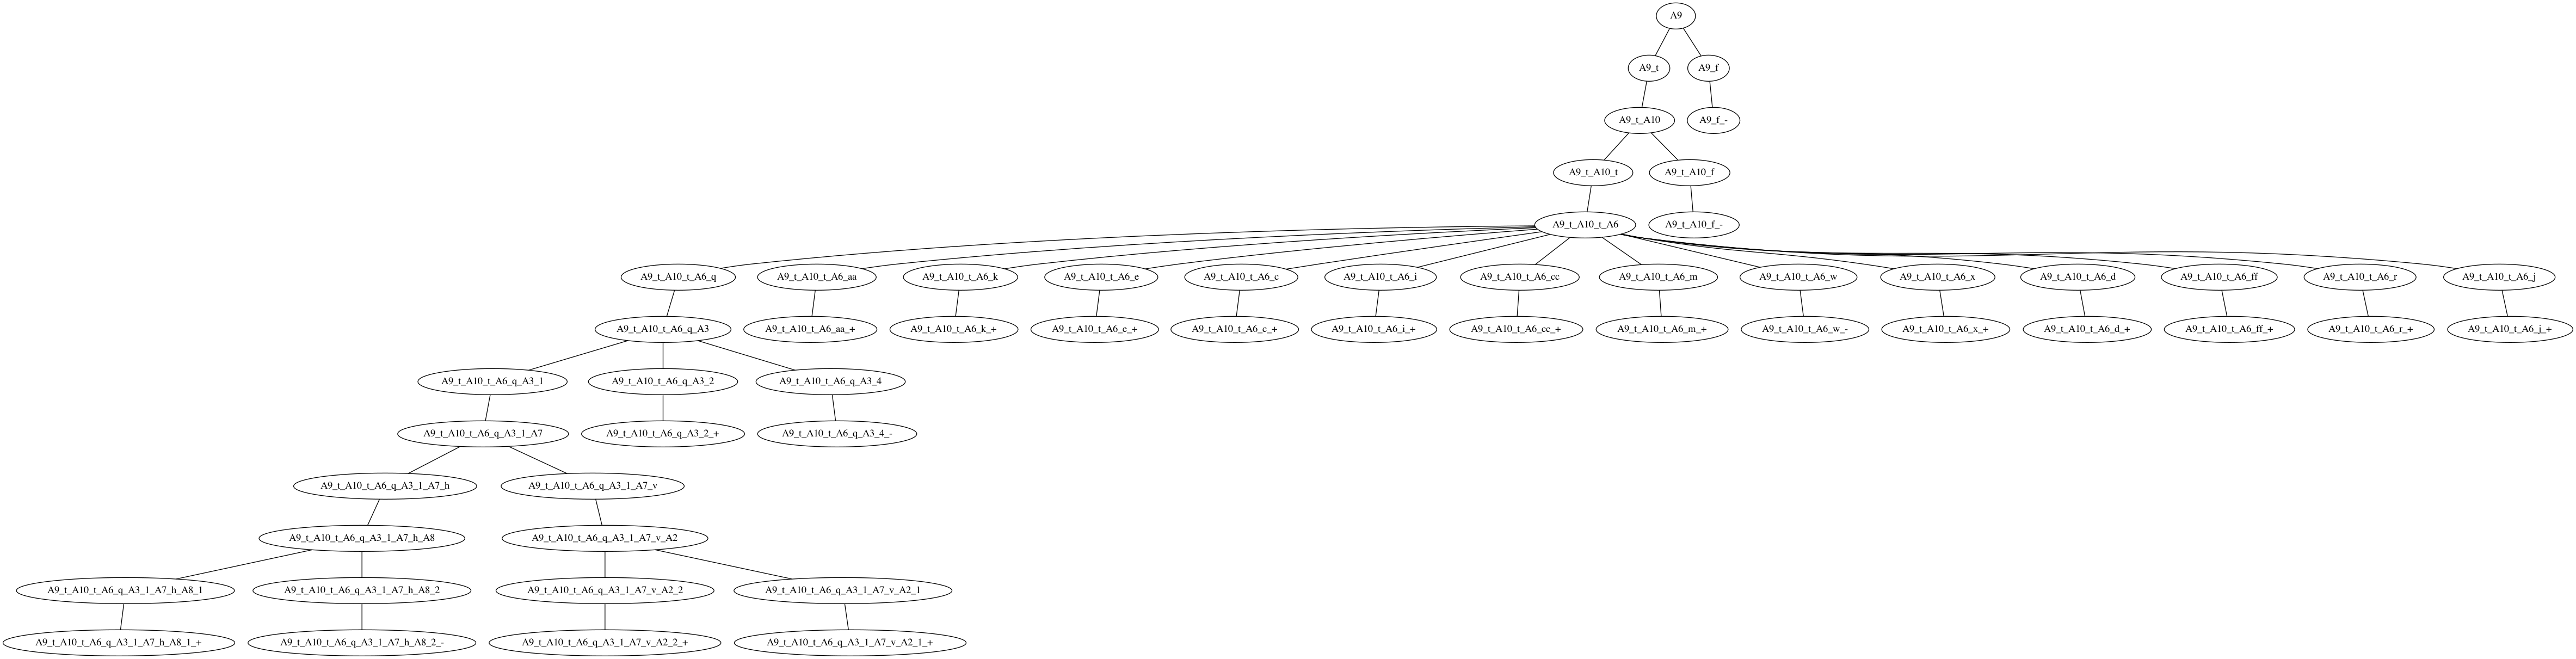 A9
A9_t
A9_f
A9_t_A10
A9_f_-
A9_t_A10_t
A9_t_A10_f
A9_t_A10_t_A6
A9_t_A10_f_-
A9_t_A10_t_A6_q
A9_t_A10_t_A6_aa
A9_t_A10_t_A6_k
A9_t_A10_t_A6_e
A9_t_A10_t_A6_c
A9_t_A10_t_A6_i
A9_t_A10_t_A6_cc
A9_t_A10_t_A6_m
A9_t_A10_t_A6_w
A9_t_A10_t_A6_x
A9_t_A10_t_A6_d
A9_t_A10_t_A6_ff
A9_t_A10_t_A6_r
A9_t_A10_t_A6_j
A9_t_A10_t_A6_q_A3
A9_t_A10_t_A6_aa_+
A9_t_A10_t_A6_k_+
A9_t_A10_t_A6_e_+
A9_t_A10_t_A6_c_+
A9_t_A10_t_A6_i_+
A9_t_A10_t_A6_cc_+
A9_t_A10_t_A6_m_+
A9_t_A10_t_A6_w_-
A9_t_A10_t_A6_x_+
A9_t_A10_t_A6_d_+
A9_t_A10_t_A6_ff_+
A9_t_A10_t_A6_r_+
A9_t_A10_t_A6_j_+
A9_t_A10_t_A6_q_A3_1
A9_t_A10_t_A6_q_A3_2
A9_t_A10_t_A6_q_A3_4
A9_t_A10_t_A6_q_A3_1_A7
A9_t_A10_t_A6_q_A3_2_+
A9_t_A10_t_A6_q_A3_4_-
A9_t_A10_t_A6_q_A3_1_A7_h
A9_t_A10_t_A6_q_A3_1_A7_v
A9_t_A10_t_A6_q_A3_1_A7_h_A8
A9_t_A10_t_A6_q_A3_1_A7_v_A2
A9_t_A10_t_A6_q_A3_1_A7_h_A8_1
A9_t_A10_t_A6_q_A3_1_A7_h_A8_2
A9_t_A10_t_A6_q_A3_1_A7_v_A2_2
A9_t_A10_t_A6_q_A3_1_A7_v_A2_1
A9_t_A10_t_A6_q_A3_1_A7_h_A8_1_+
A9_t_A10_t_A6_q_A3_1_A7_h_A8_2_-
A9_t_A10_t_A6_q_A3_1_A7_v_A2_2_+
A9_t_A10_t_A6_q_A3_1_A7_v_A2_1_+